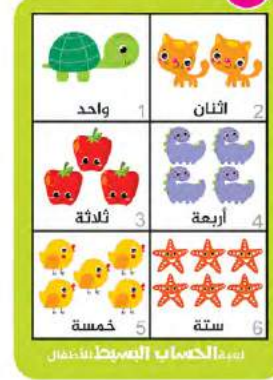 واحد 1
اثنان 2
ثلاثة 3
أربعة 4
خمسة 5
ستة 6
لعبة الحساب البسيط للأطفال